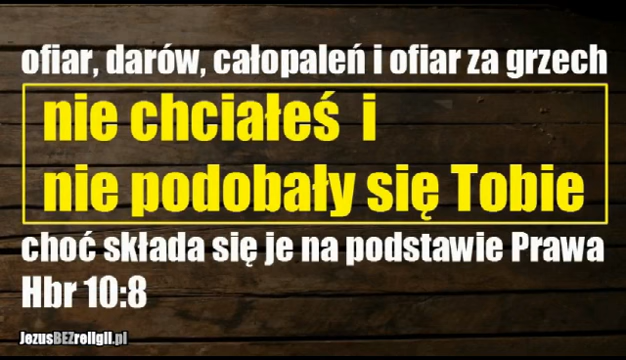 ofiar, darów, całopaleń i ofiar za grzech
nie chciałeś i
nie podobały się Tobie
choć składa się je na podstawie Prawa
Hbr 10:8
JezusBEZreligii.pl